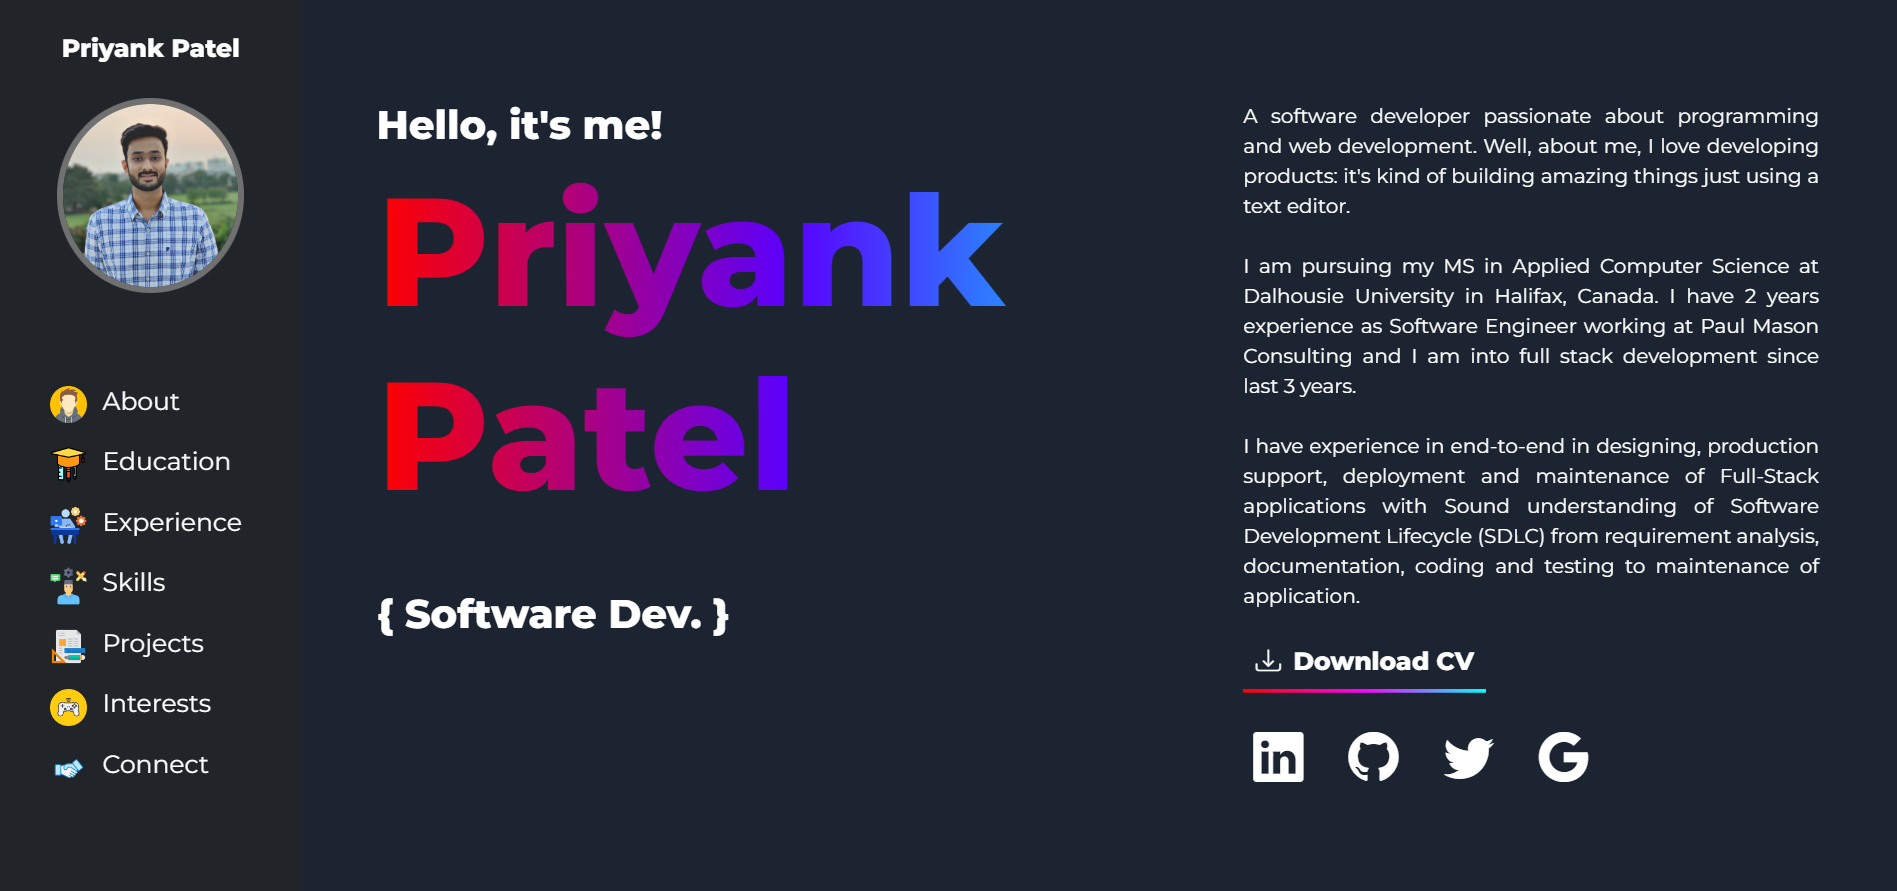 Priyank Patel
About
Education
Experience
Skills
Projects
Interests
Connect
Hello, it's me!
Priyank
Patel
{ Software Dev. }
A software developer passionate about programming
and web development. Well, about me, I love developing
products: it's kind of building amazing things just using a
text editor.
I am pursuing my MS in Applied Computer Science at
Dalhousie University in Halifax, Canada. I have 2 years
experience as Software Engineer working at Paul Mason
Consulting and I am into full stack development since
last 3 years.
I have experience in end-to-end in designing, production
support, deployment and maintenance of Full-Stack
applications with Sound understanding of Software
Development Lifecycle (SDLC) from requirement analysis,
documentation, coding and testing to maintenance of
application.
Download CV
in
G